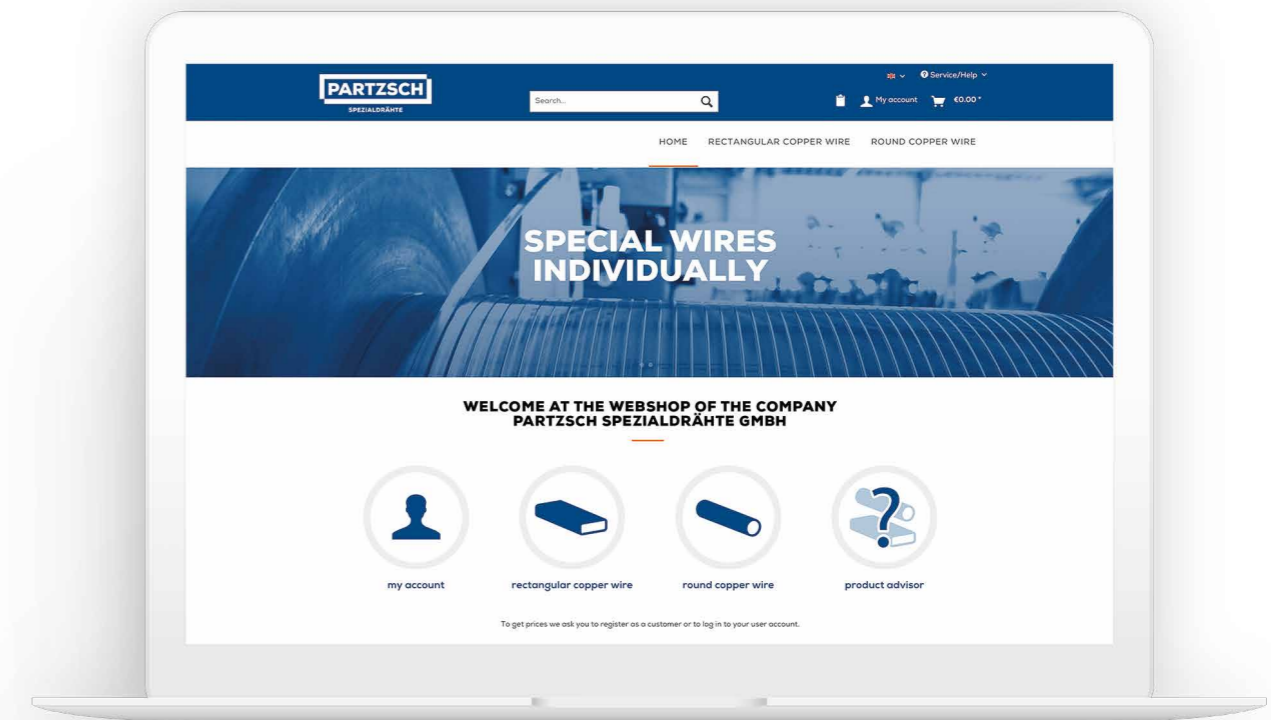 PARTZSCH
SPEZIALDRÄHTE
Service/Help
Search...
My account
€0.00 *
HOME RECTANGULAR COPPER WIRE ROUND COPPER WIRE
SPECIAL WIRES
INDIVIDUALLY
WELCOME AT THE WEBSHOP OF THE COMPANY
PARTZSCH SPEZIALDRÄHTE GMBH
?
my account rectangular copper wire round copper wire product advisor
To get prices we ask you to register as a customer or to log in to your user account.